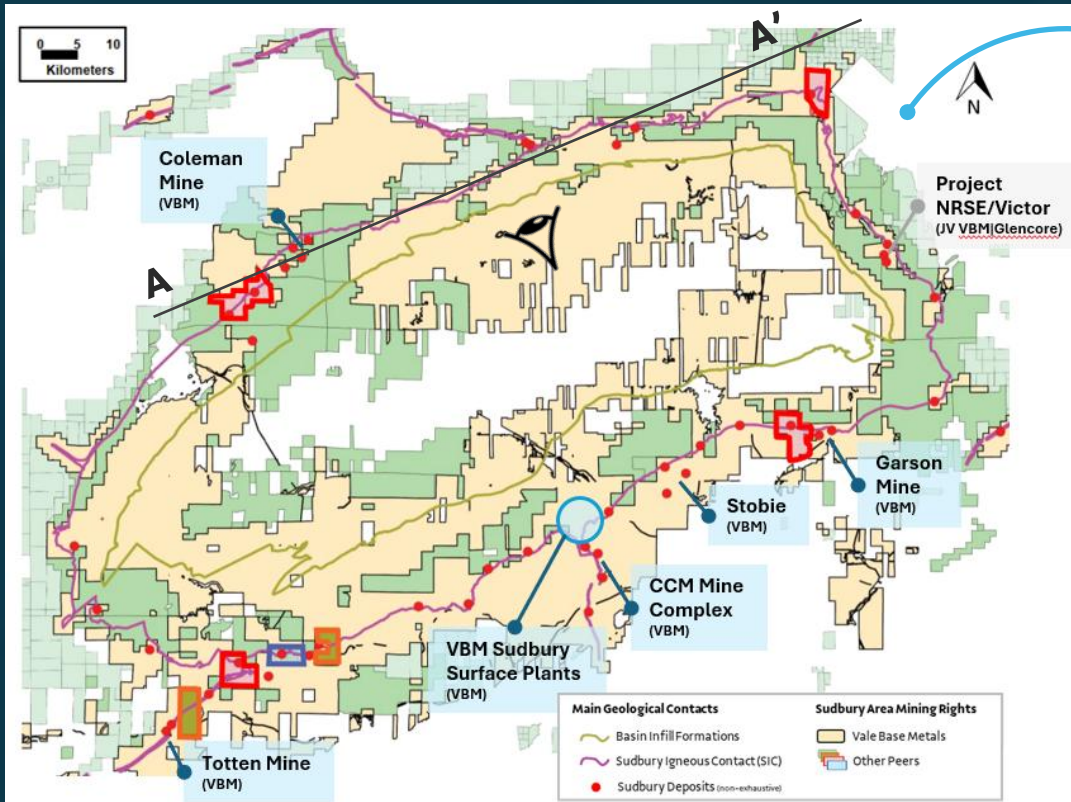 0 5 10
Kilometers
A'
N
Coleman
Mine
(VBM)
Project
NRSE/Victor
(JV VBM|Glencore)
A
Garson
Mine
(VBM)
Stobie
(VBM)
CCM Mine
Complex
(VBM)
VBM Sudbury
Surface Plants
(VBM)
Totten Mine
(VBM)
Main Geological Contacts
Basin Infill Formations
Sudbury Igneous Contact (SIC)
Sudbury Deposits (non-exhaustive)
Sudbury Area Mining Rights
Vale Base Metals
Other Peers